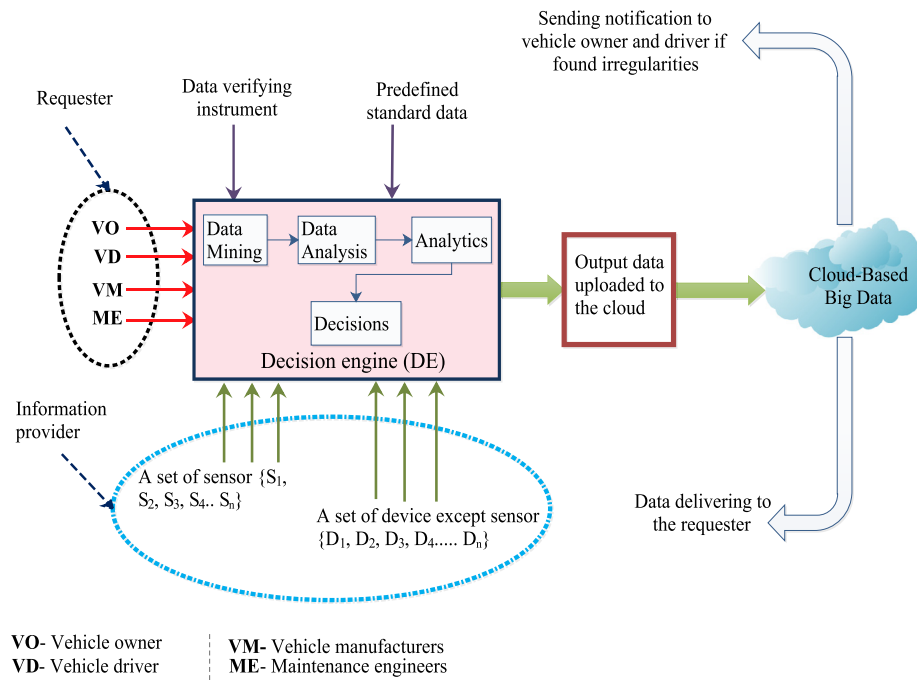 Sending notification to
vehicle owner and driver if
found irregularities
Requester
Data verifying
instrument
Predefined
standard data
VO
VD
VM
ME
Data
Mining
Data
Analysis
Analytics
Decisions
Decision engine (DE)
Output data
uploaded to
the cloud
Cloud-Based
Big Data
Information
provider
A set of sensor {S₁,
S₂, S₃, S₄.. Sₙ}
A set of device except sensor
{D₁, D₂, D₃, D₄..... Dₙ}
Data delivering to
the requester
VO- Vehicle owner
VD- Vehicle driver
VM- Vehicle manufacturers
ME- Maintenance engineers